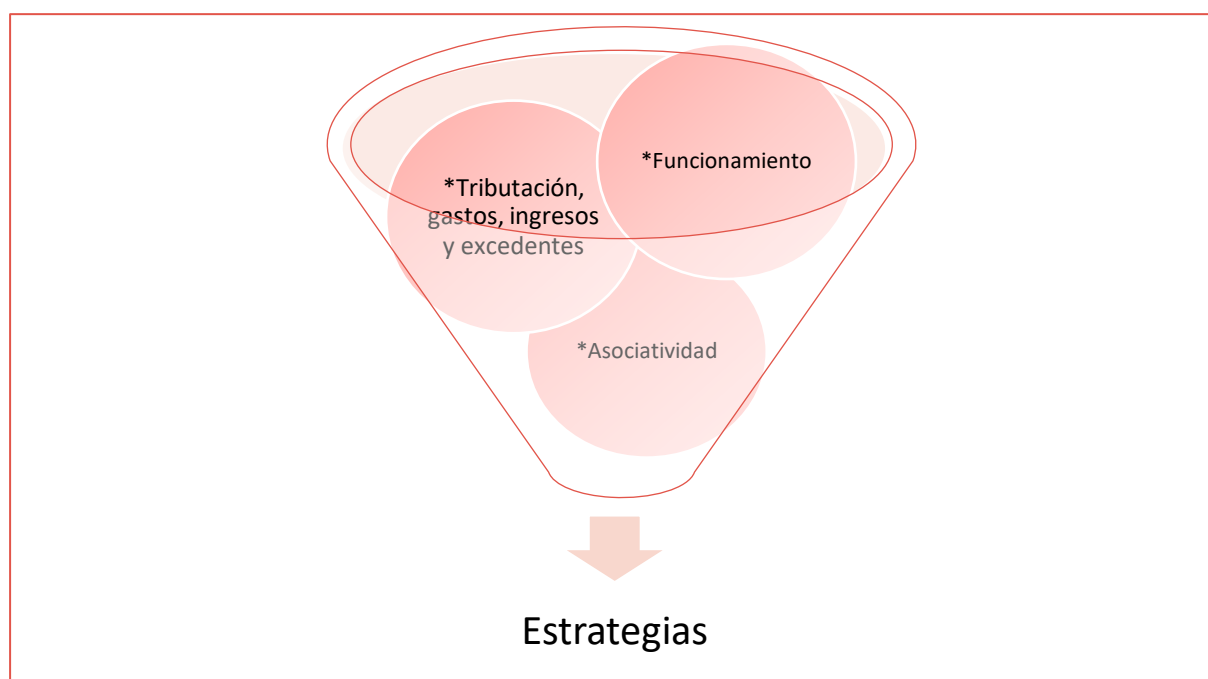 *Funcionamiento
*Tributación,
gastos, ingresos
y excedentes
*Asociatividad
Estrategias